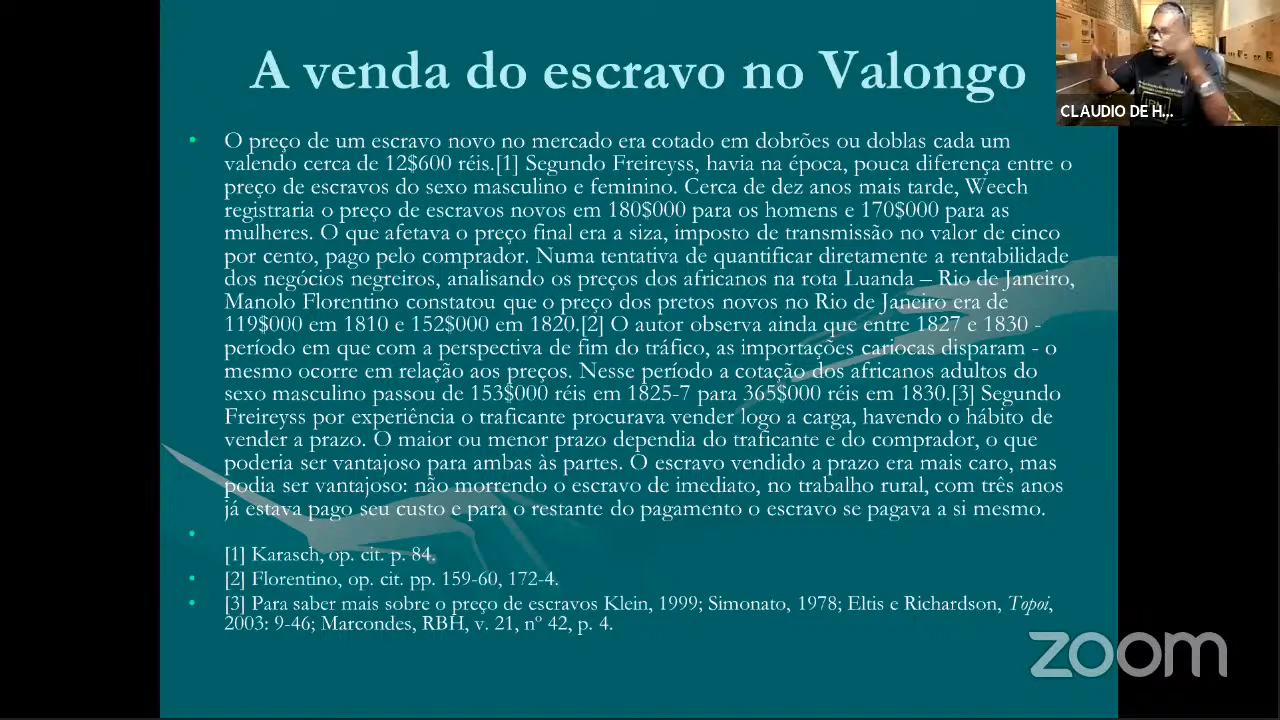 A venda do escravo no Valongo
CLAUDIO DE H...
• O preço de um escravo novo no mercado era cotado em dobrões ou doblas cada um
valendo cerca de 12$600 réis.[1] Segundo Freireyss, havia na época, pouca diferença entre o
preço de escravos do sexo masculino e feminino. Cerca de dez anos mais tarde, Weech
registraria o preço de escravos novos em 180$000 para os homens e 170$000 para as
mulheres. O que afetava o preço final era a siza, imposto de transmissão no valor de cinco
por cento, pago pelo comprador. Numa tentativa de quantificar diretamente a rentabilidade
dos negócios negreiros, analisando os preços dos africanos na rota Luanda – Rio de Janeiro,
Manolo Florentino constatou que o preço dos pretos novos no Rio de Janeiro era de
119$000 em 1810 e 152$000 em 1820.[2] O autor observa ainda que entre 1827 e 1830 -
período em que com a perspectiva de fim do tráfico, as importações cariocas disparam - o
mesmo ocorre em relação aos preços. Nesse período a cotação dos africanos adultos do
sexo masculino passou de 153$000 réis em 1825-7 para 365$000 réis em 1830.[3] Segundo
Freireyss por experiência o traficante procurava vender logo a carga, havendo o hábito de
vender a prazo. O maior ou menor prazo dependia do traficante e do comprador, o que
poderia ser vantajoso para ambas às partes. O escravo vendido a prazo era mais caro, mas
podia ser vantajoso: não morrendo o escravo de imediato, no trabalho rural, com três anos
já estava pago seu custo e para o restante do pagamento o escravo se pagava a si mesmo.
•
[1] Karasch, op. cit. p. 84.
• [2] Florentino, op. cit. pp. 159-60, 172-4.
• [3] Para saber mais sobre o preço de escravos Klein, 1999; Simonato, 1978; Eltis e Richardson, Topoi,
2003: 9-46; Marcondes, RBH, v. 21, nº 42, p. 4.
zoom